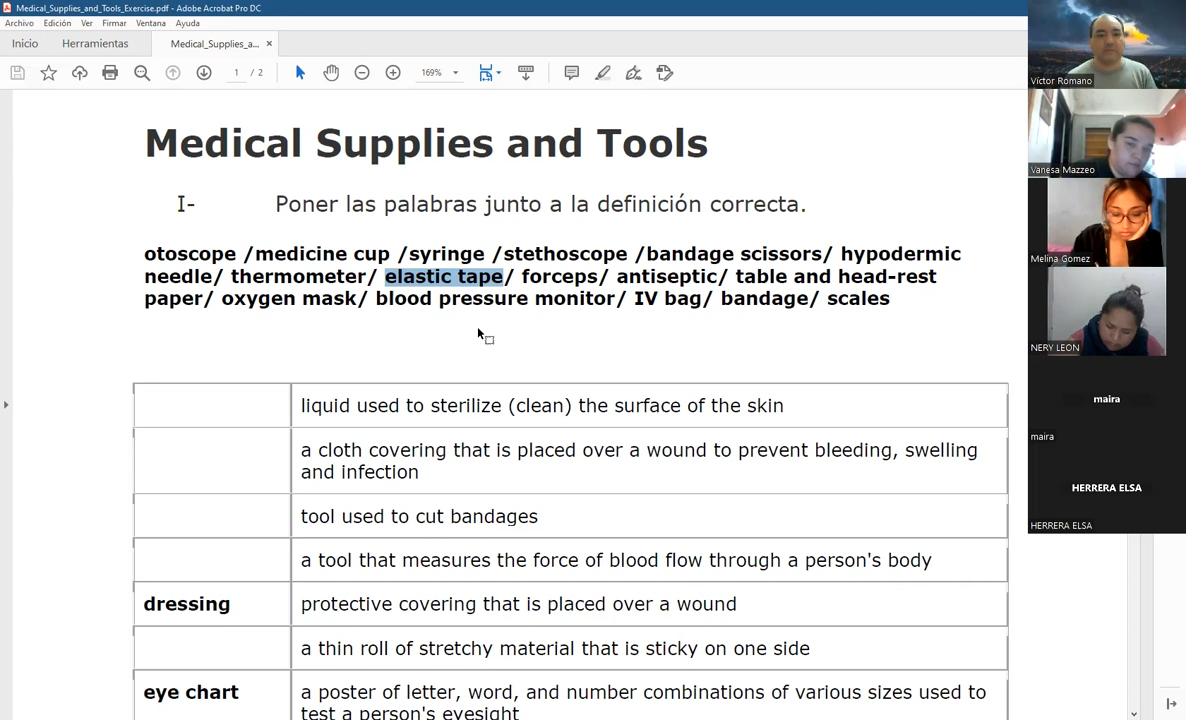 Medical_Supplies_and_Tools_Exercise.pdf - Adobe Acrobat Pro DC
Archivo Edición Ver Firmar Ventana Ayuda
Inicio Herramientas Medical_Supplies_a... ×
1 / 2 169%
Medical Supplies and Tools
I- Poner las palabras junto a la definición correcta.
otoscope /medicine cup /syringe /stethoscope /bandage scissors/ hypodermic
needle/ thermometer/ elastic tape/ forceps/ antiseptic/ table and head-rest
paper/ oxygen mask/ blood pressure monitor/ IV bag/ bandage/ scales
liquid used to sterilize (clean) the surface of the skin
a cloth covering that is placed over a wound to prevent bleeding, swelling
and infection
tool used to cut bandages
a tool that measures the force of blood flow through a person's body
dressing protective covering that is placed over a wound
a thin roll of stretchy material that is sticky on one side
eye chart a poster of letter, word, and number combinations of various sizes used to
test a person's eyesight
Víctor Romano
Vanesa Mazzeo
Melina Gomez
NERY LEON
maira
maira
HERRERA ELSA
HERRERA ELSA